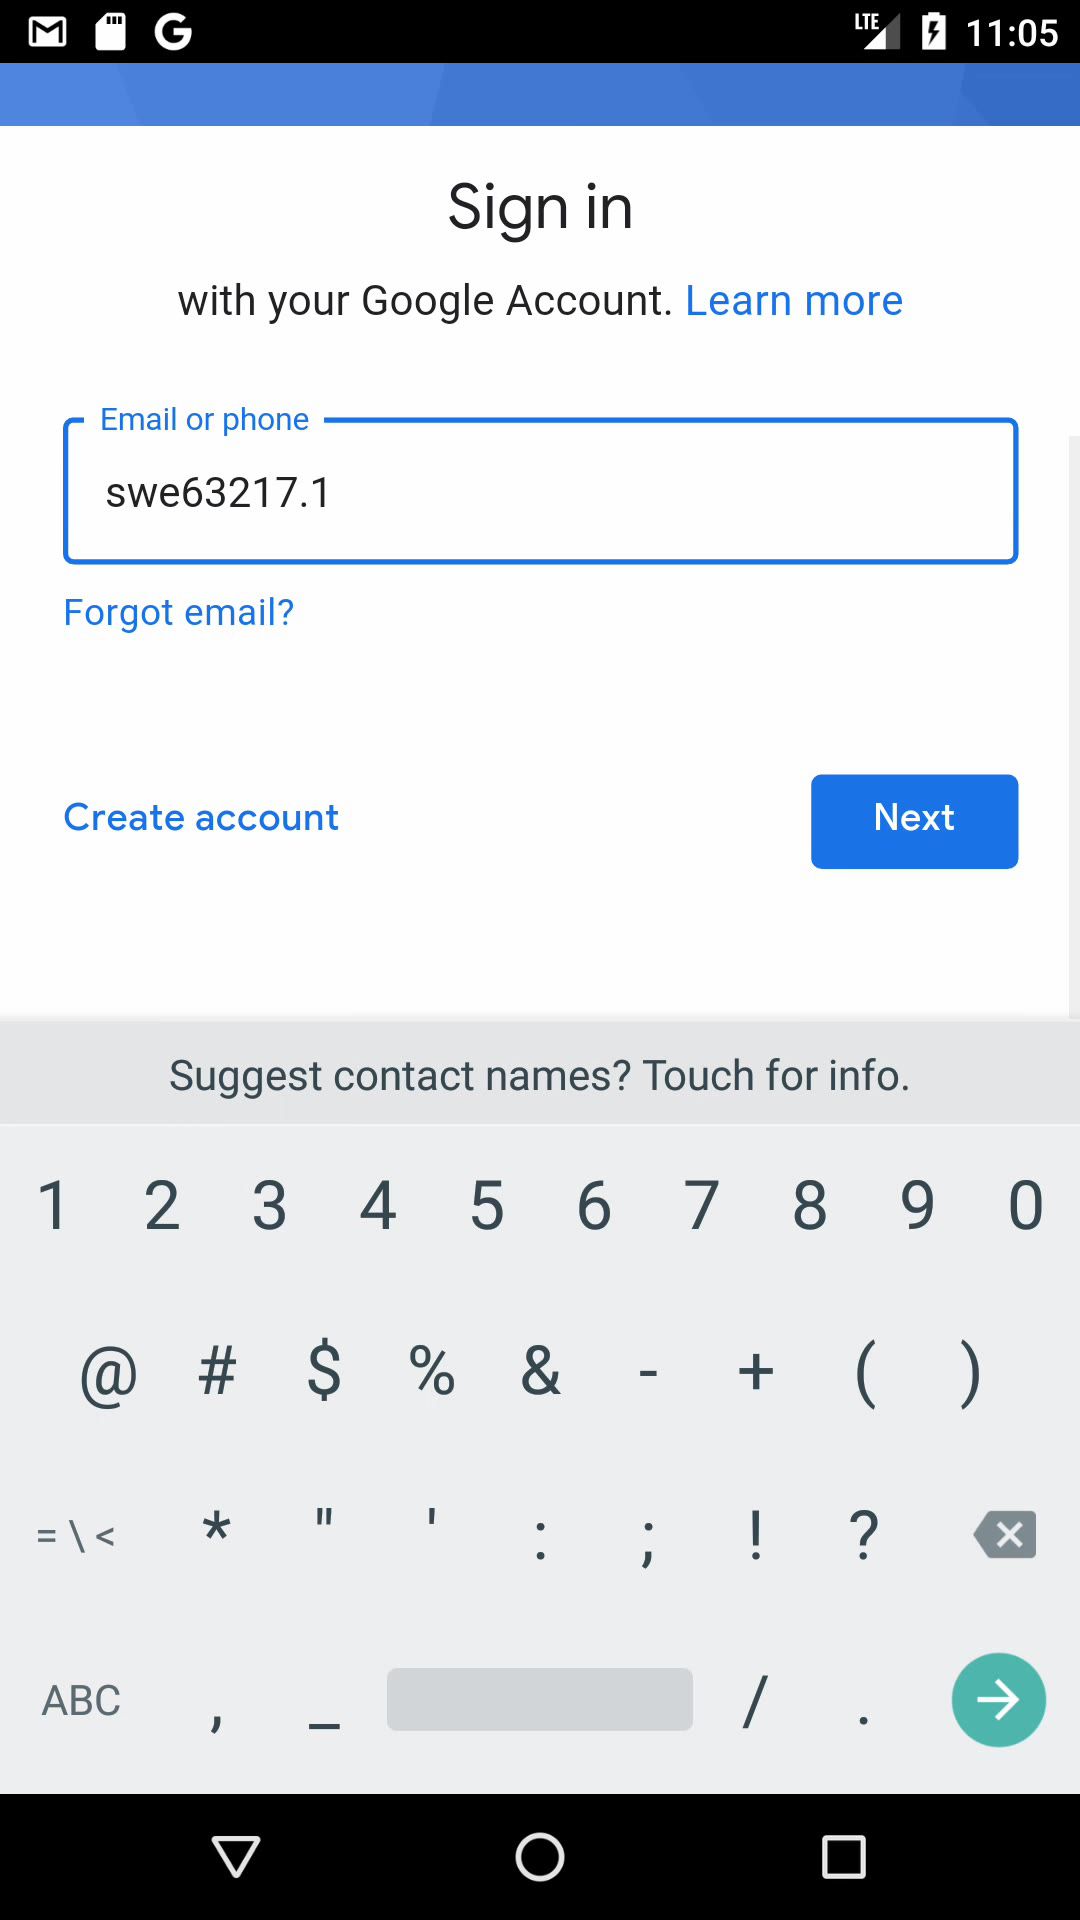 LTE 11:05
Sign in
with your Google Account. Learn more
Email or phone
swe63217.1
Forgot email?
Create account Next
Suggest contact names? Touch for info.
1 2 3 4 5 6 7 8 9 0
@ # $ % & - + ( )
= \ < * " ' : ; ! ?
ABC , _ / .